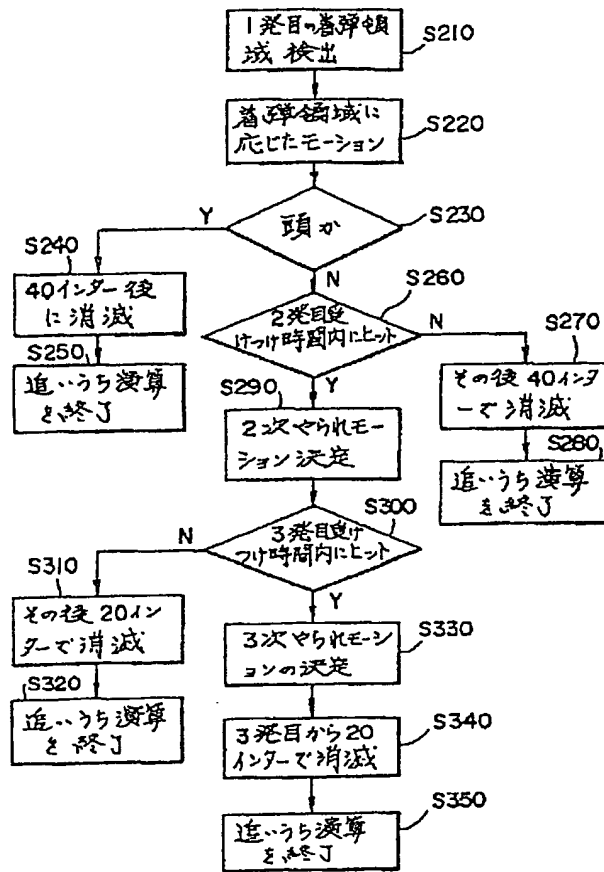 1発目の着弾領
域 検出
S210
着弾領域に
応じたモーション
S220
頭か
S230
Y
N
S240
40インター後
に消滅
S250
追いうち演算
を終了
S260
2発目受
けつけ時間内にヒット
N
Y
S270
その後40インタ
ーで消滅
S280
追いうち演算
を終了
S290
2次やられモー
ション決定
S300
3発目受け
つけ時間内にヒット
N
Y
S310
その後20イン
ターで消滅
S320
追いうち演算
を終了
S330
3次やられモーシ
ョンの決定
S340
3発目から20
インターで消滅
S350
追いうち演算
を終了